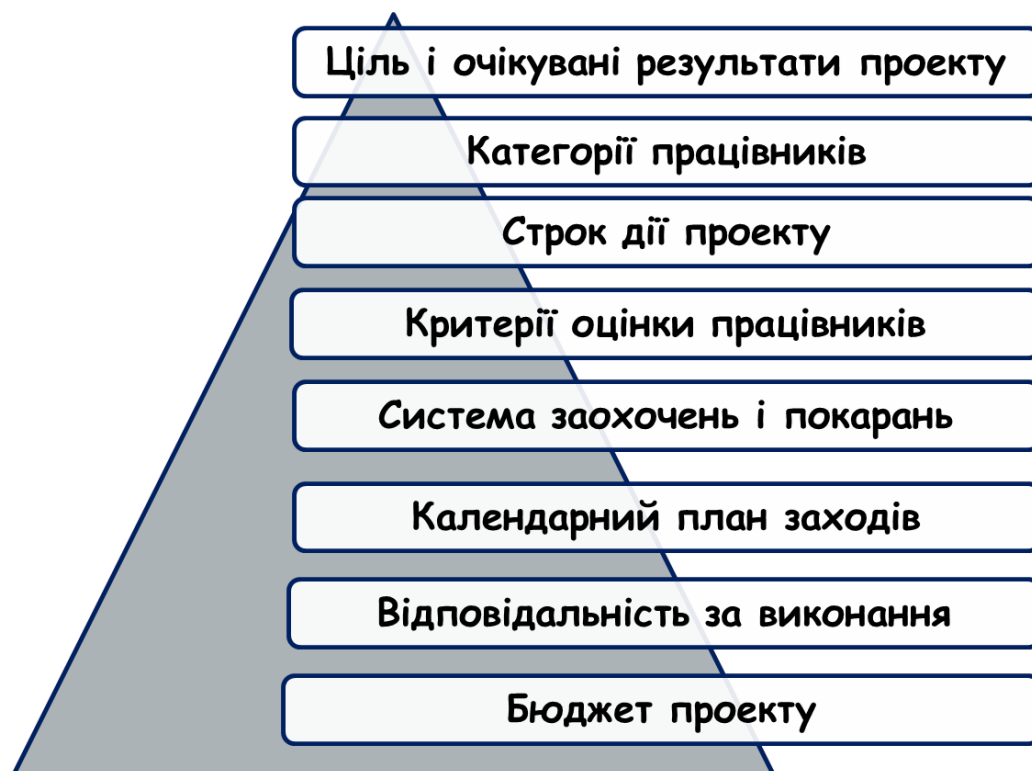 Ціль і очікувані результати проекту
Категорії працівників
Строк дії проекту
Критерії оцінки працівників
Система заохочень і покарань
Календарний план заходів
Відповідальність за виконання
Бюджет проекту